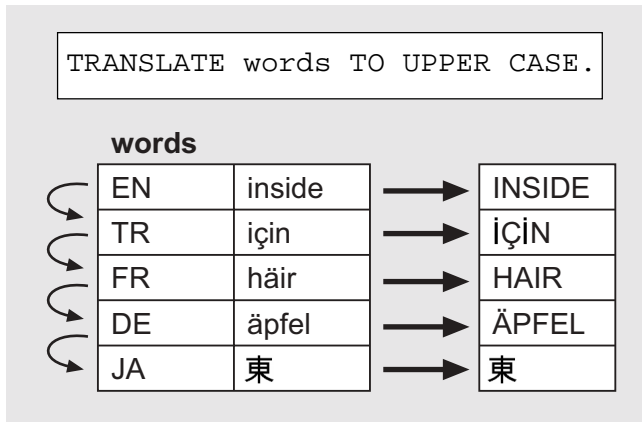 TRANSLATE words TO UPPER CASE.
words
EN inside INSIDE
TR için İÇİN
FR häir HAIR
DE äpfel ÄPFEL
JA 東 東